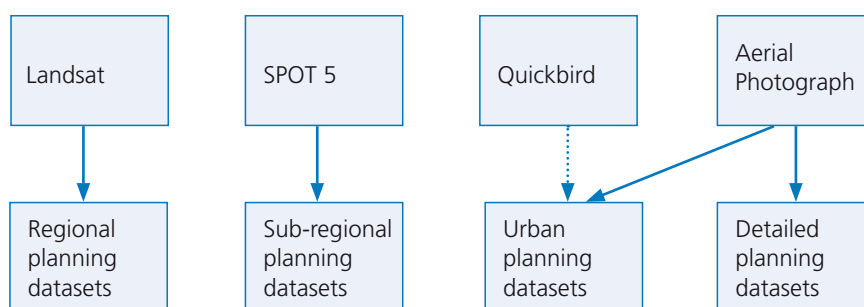 Landsat
SPOT 5
Quickbird
Aerial
Photograph
Regional
planning
datasets
Sub-regional
planning
datasets
Urban
planning
datasets
Detailed
planning
datasets